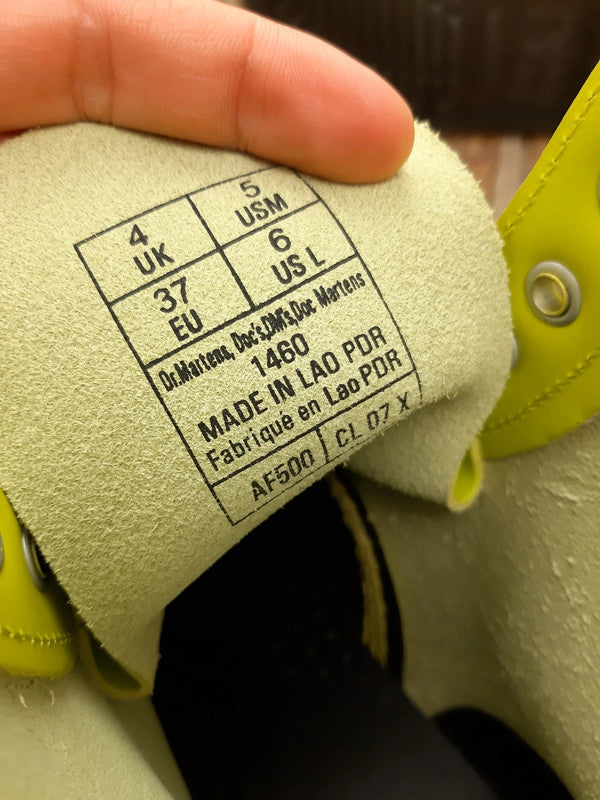 4 UK
5 USM
37 EU
6 US L
Dr.Martens, Doc's,DM's,Doc Martens
1460
MADE IN LAO PDR
Fabriqué en Lao PDR
AF500 CL 07 X